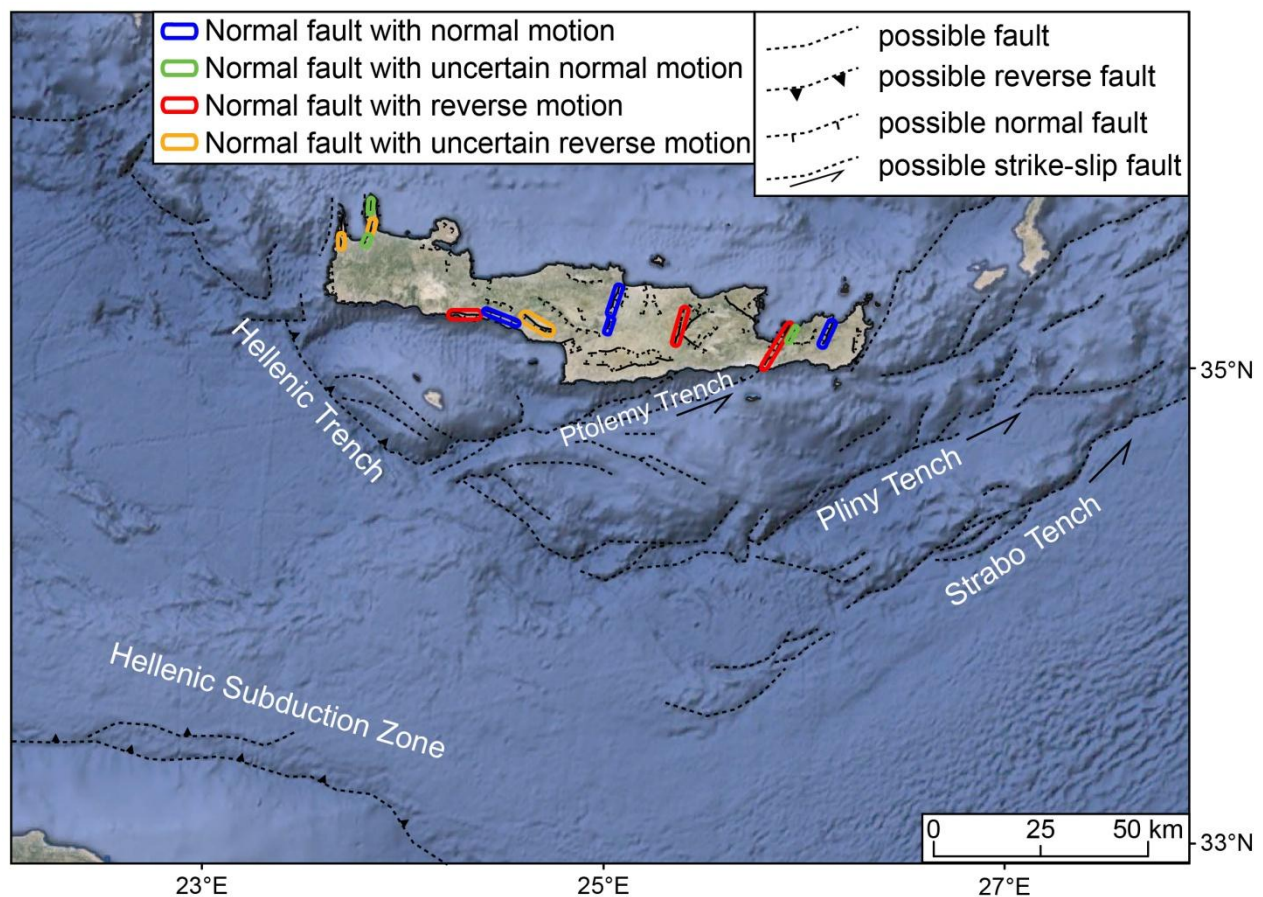 Normal fault with normal motion
Normal fault with uncertain normal motion
Normal fault with reverse motion
Normal fault with uncertain reverse motion
possible fault
possible reverse fault
possible normal fault
possible strike-slip fault
Hellenic Trench
Ptolemy Trench
Pliny Tench
Strabo Tench
Hellenic Subduction Zone
35°N
33°N
0 25 50 km
23°E 25°E 27°E